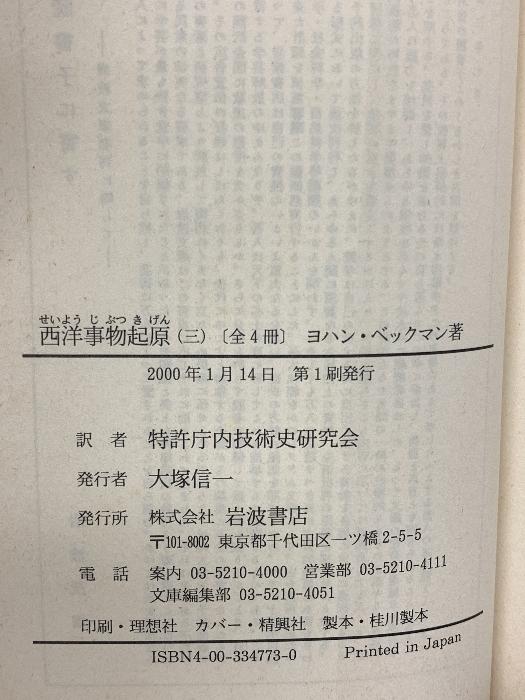 せいようじぶつきげん
西洋事物起原(三)〔全4冊〕 ヨハン・ベックマン著
2000年1月14日 第1刷発行
訳者 特許庁内技術史研究会
発行者 大塚信一
発行所 株式会社 岩波書店
〒101-8002 東京都千代田区一ツ橋2-5-5
電話 案内 03-5210-4000 営業部 03-5210-4111
文庫編集部 03-5210-4051
印刷・理想社 カバー・精興社 製本・桂川製本
ISBN4-00-334773-0 Printed in Japan